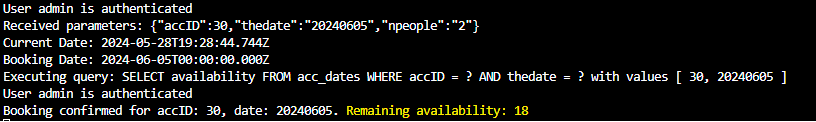 User admin is authenticated
Received parameters: {"accID":30,"thedate":"20240605","npeople":"2"}
Current Date: 2024-05-28T19:28:44.744Z
Booking Date: 2024-06-05T00:00:00.000Z
Executing query: SELECT availability FROM acc_dates WHERE accID = ? AND thedate = ? with values [ 30, 20240605 ]
User admin is authenticated
Booking confirmed for accID: 30, date: 20240605. Remaining availability: 18